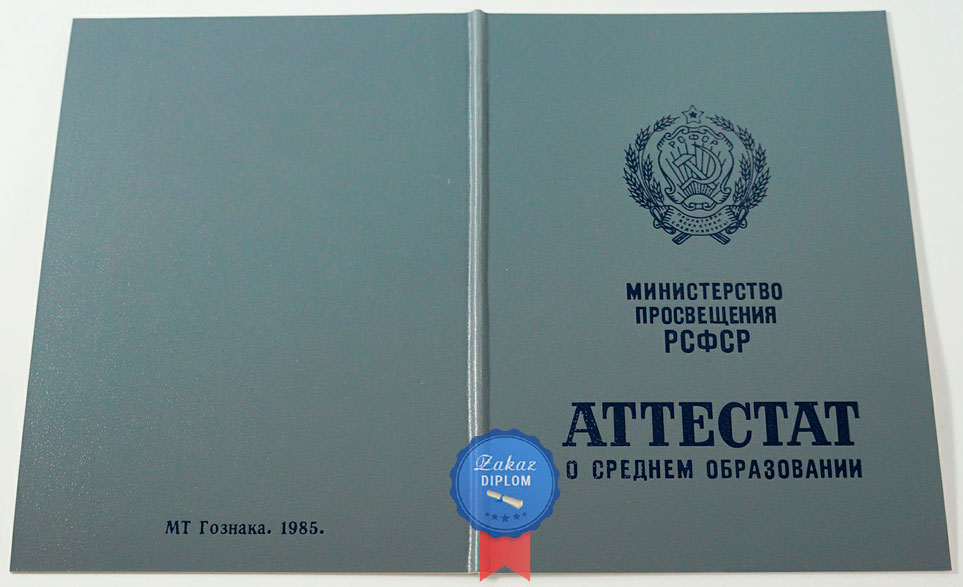 РСФСР
МИНИСТЕРСТВО
ПРОСВЕЩЕНИЯ
РСФСР
АТТЕСТАТ
О СРЕДНЕМ ОБРАЗОВАНИИ
Zakaz
DIPLOM
МТ Гознака. 1985.